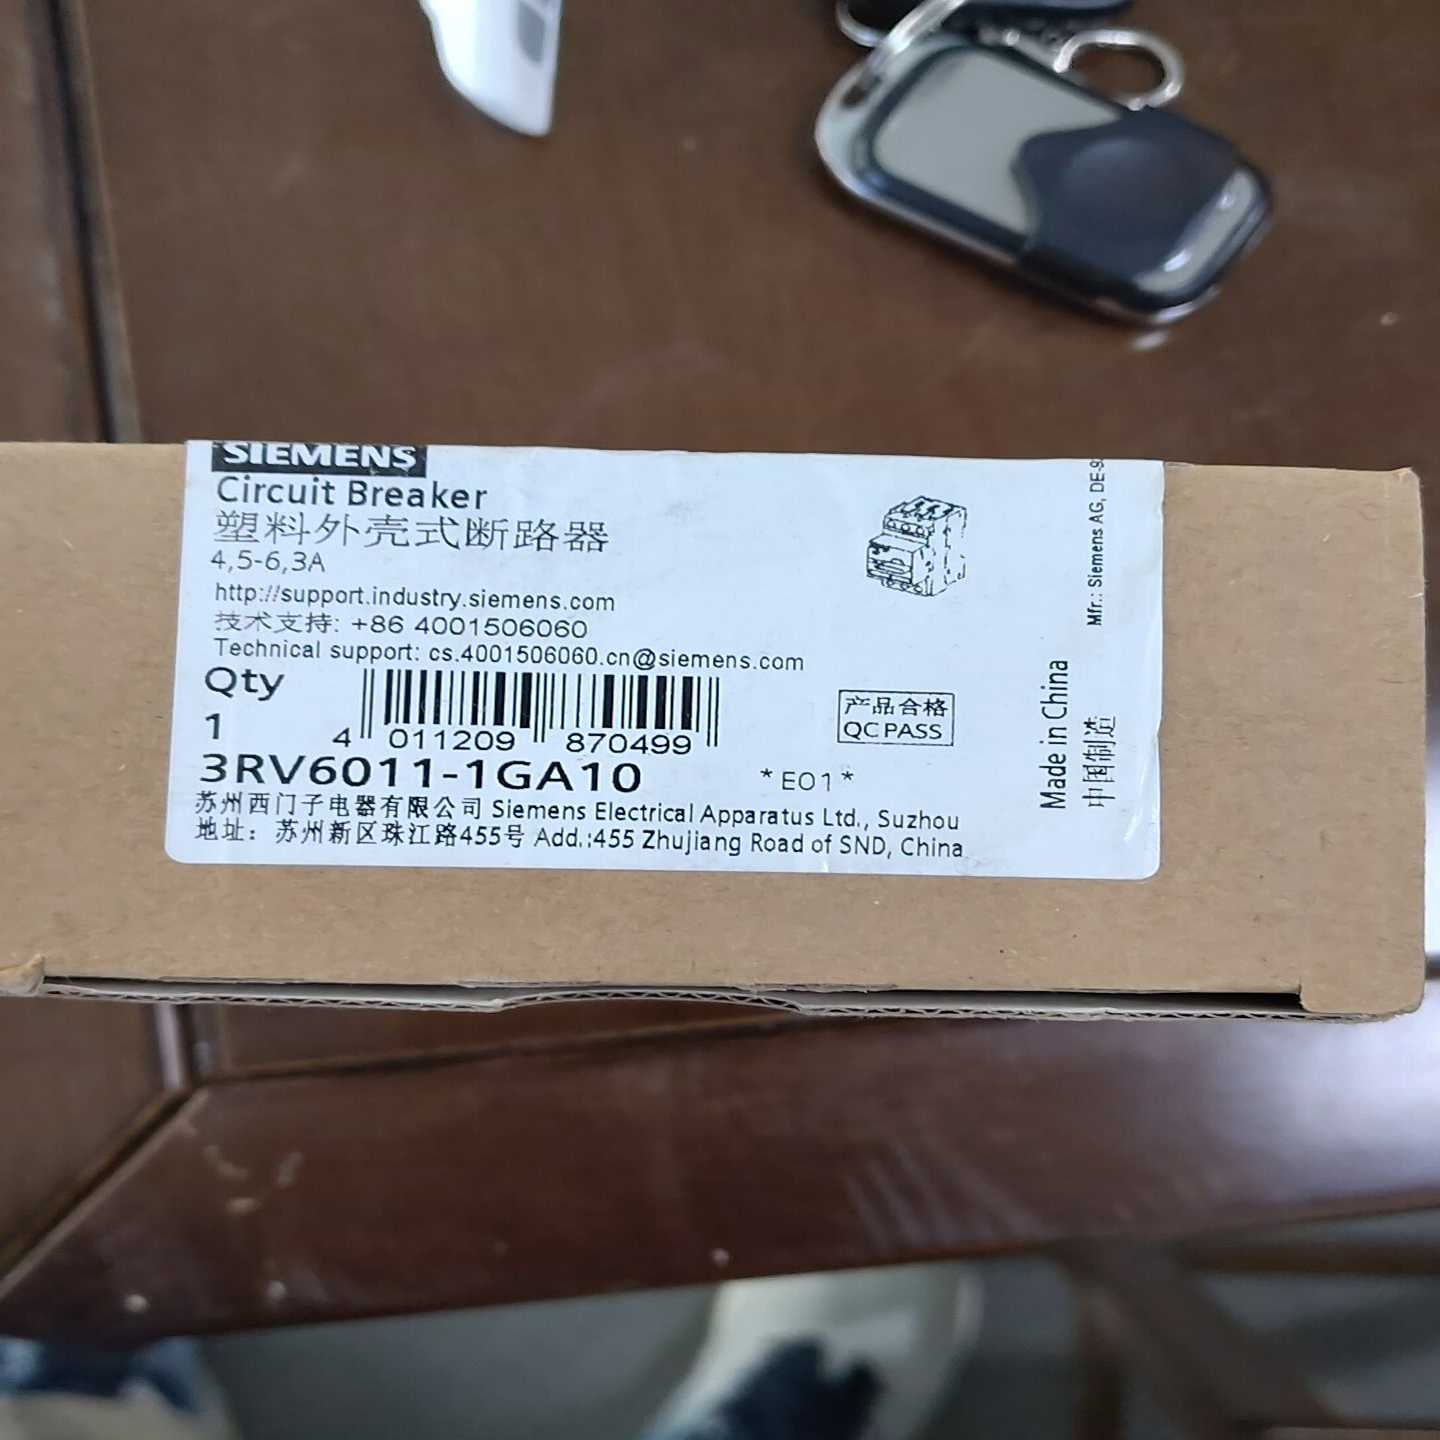 SIEMENS
Circuit Breaker
塑料外壳式断路器
4,5-6,3A
http://support.industry.siemens.com
技术支持: +86 4001506060
Technical support: cs.4001506060.cn@siemens.com
Qty
1
4 011209 870499
产品合格
QC PASS
3RV6011-1GA10
*E01*
苏州西门子电器有限公司 Siemens Electrical Apparatus Ltd., Suzhou
地址: 苏州新区珠江路455号 Add.:455 Zhujiang Road of SND, China
Made in China
中国制造
Mfr.: Siemens AG,